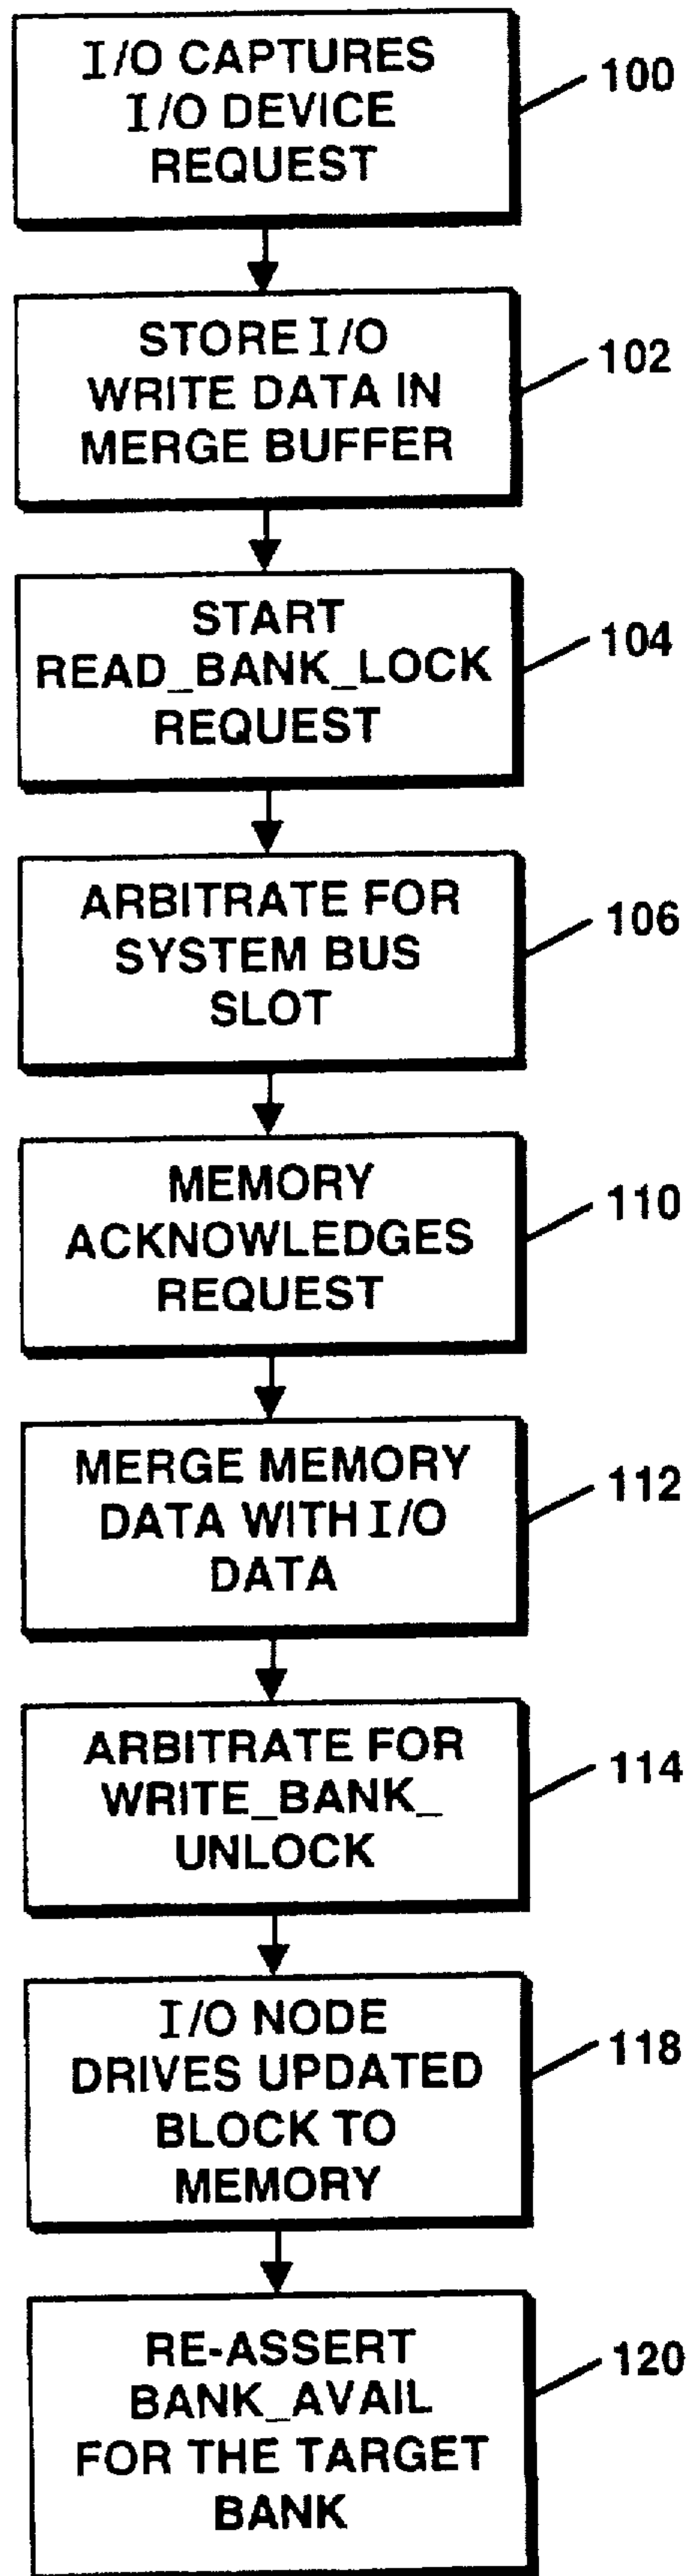 I/O CAPTURES
I/O DEVICE
REQUEST
100
STORE I/O
WRITE DATA IN
MERGE BUFFER
102
START
READ_BANK_LOCK
REQUEST
104
ARBITRATE FOR
SYSTEM BUS
SLOT
106
MEMORY
ACKNOWLEDGES
REQUEST
110
MERGE MEMORY
DATA WITH I/O
DATA
112
ARBITRATE FOR
WRITE_BANK_
UNLOCK
114
I/O NODE
DRIVES UPDATED
BLOCK TO
MEMORY
118
RE-ASSERT
BANK_AVAIL
FOR THE TARGET
BANK
120